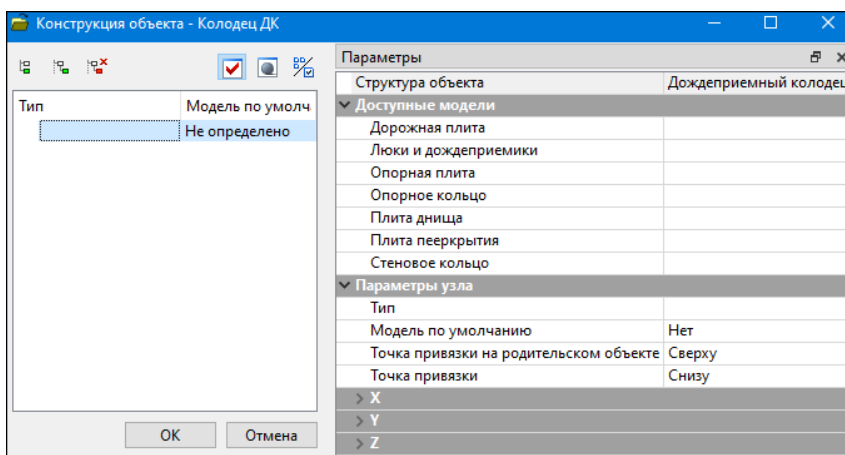 Конструкция объекта - Колодец ДК
Параметры
Структура объекта Дождеприемный колодец
Тип Модель по умолч
Не определено
Доступные модели
Дорожная плита
Люки и дождеприемики
Опорная плита
Опорное кольцо
Плита днища
Плита пееркрытия
Стеновое кольцо
Параметры узла
Тип
Модель по умолчанию Нет
Точка привязки на родительском объекте Сверху
Точка привязки Снизу
X
Y
Z
OK Отмена